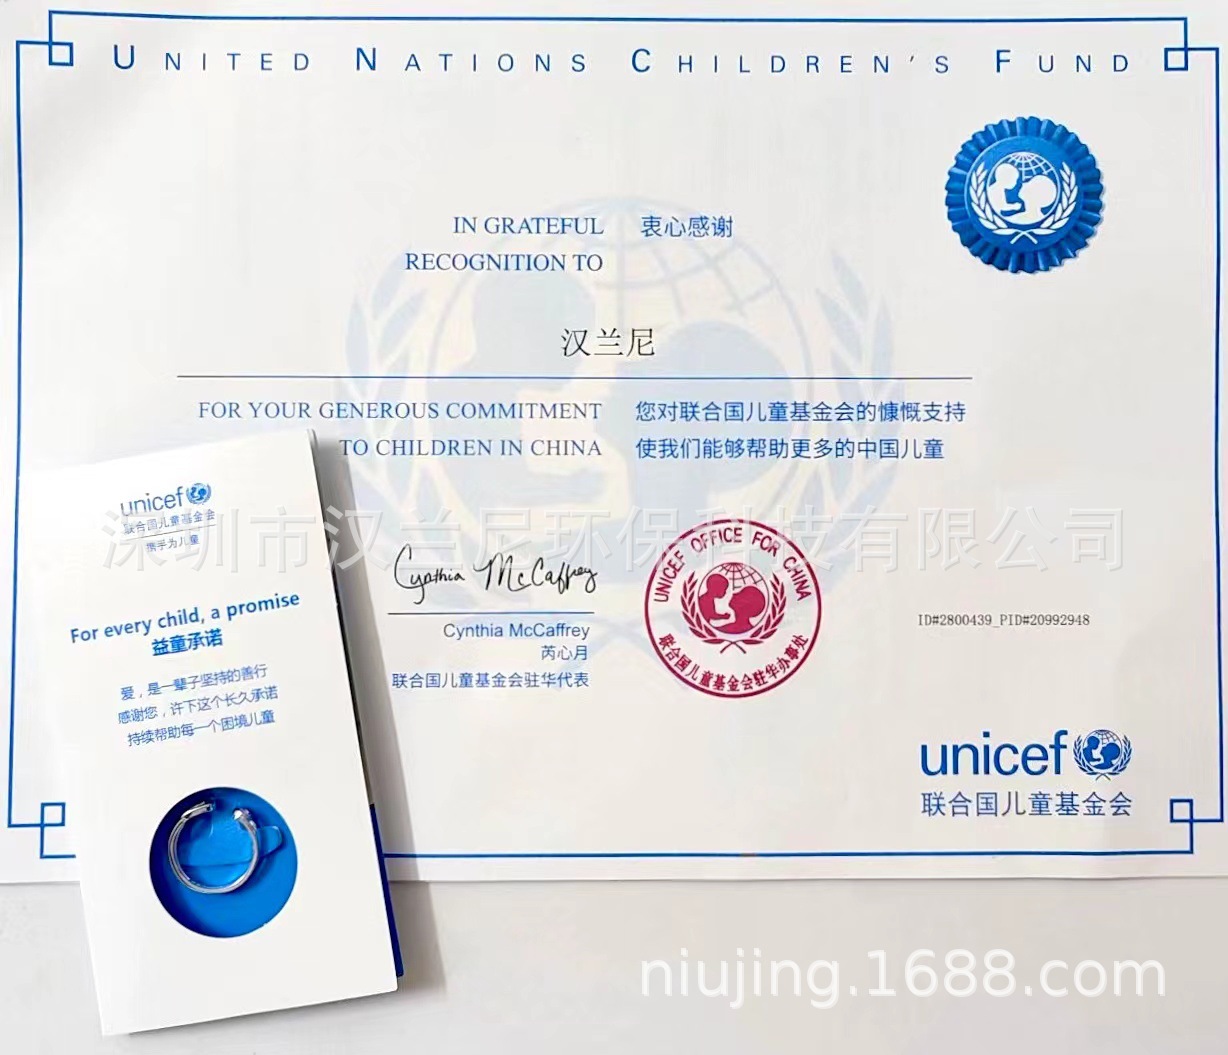 UNITED NATIONS CHILDREN'S FUND
IN GRATEFUL 衷心感谢
RECOGNITION TO
汉兰尼
FOR YOUR GENEROUS COMMITMENT 您对联合国儿童基金会的慷慨支持
TO CHILDREN IN CHINA 使我们能够帮助更多的中国儿童
unicef
联合国儿童基金会
携手为儿童
深圳市汉兰尼环保科技有限公司
For every child, a promise
益童承诺
爱，是一辈子坚持的善行
感谢您，许下这个长久承诺
持续帮助每一个困境儿童
Cynthia McCaffrey
Cynthia McCaffrey
芮心月
联合国儿童基金会驻华代表
UNICEF OFFICE FOR CHINA
联合国儿童基金会驻华办事处
ID#2800439_PID#20992948
unicef
联合国儿童基金会
niujing.1688.com